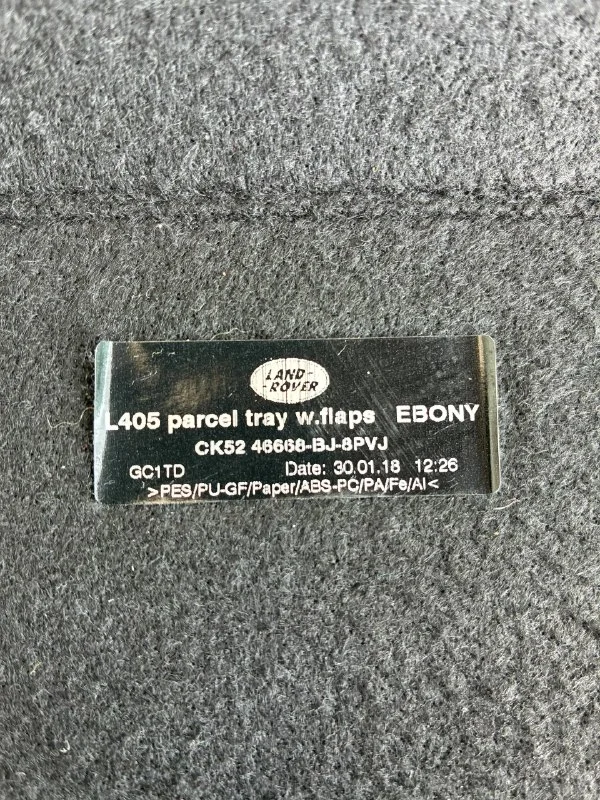 LAND-
-ROVER
L405 parcel tray w.flaps EBONY
CK52 46668-BJ-8PVJ
GC1TD Date: 30.01.18 12:26
>PES/PU-GF/Paper/ABS-PC/PA/Fe/Al<